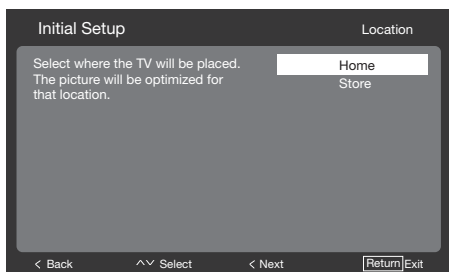 Initial Setup
Location
Select where the TV will be placed.
The picture will be optimized for
that location.
Home
Store
< Back
^˅ Select
< Next
Return Exit